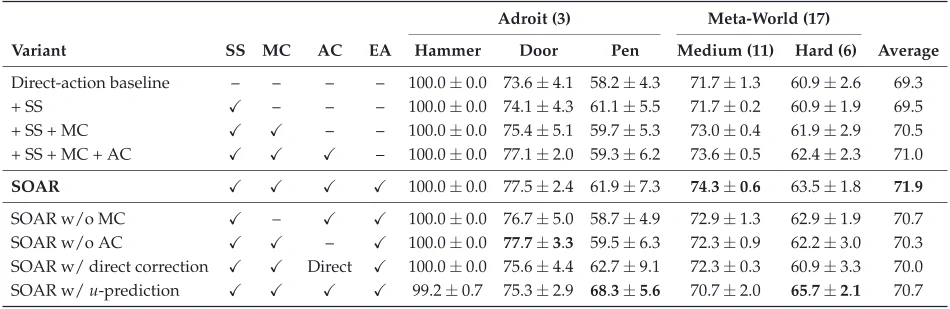 Adroit (3) Meta-World (17)
Variant SS MC AC EA Hammer Door Pen Medium (11) Hard (6) Average
Direct-action baseline – – – – 100.0 ± 0.0 73.6 ± 4.1 58.2 ± 4.3 71.7 ± 1.3 60.9 ± 2.6 69.3
+ SS ✓ – – – 100.0 ± 0.0 74.1 ± 4.3 61.1 ± 5.5 71.7 ± 0.2 60.9 ± 1.9 69.5
+ SS + MC ✓ ✓ – – 100.0 ± 0.0 75.4 ± 5.1 59.7 ± 5.3 73.0 ± 0.4 61.9 ± 2.9 70.5
+ SS + MC + AC ✓ ✓ ✓ – 100.0 ± 0.0 77.1 ± 2.0 59.3 ± 6.2 73.6 ± 0.5 62.4 ± 2.3 71.0
SOAR ✓ ✓ ✓ ✓ 100.0 ± 0.0 77.5 ± 2.4 61.9 ± 7.3 74.3 ± 0.6 63.5 ± 1.8 71.9
SOAR w/o MC ✓ – ✓ ✓ 100.0 ± 0.0 76.7 ± 5.0 58.7 ± 4.9 72.9 ± 1.3 62.9 ± 1.9 70.7
SOAR w/o AC ✓ ✓ – ✓ 100.0 ± 0.0 77.7 ± 3.3 59.5 ± 6.3 72.3 ± 0.9 62.2 ± 3.0 70.3
SOAR w/ direct correction ✓ ✓ Direct ✓ 100.0 ± 0.0 75.6 ± 4.4 62.7 ± 9.1 72.3 ± 0.3 60.9 ± 3.3 70.0
SOAR w/ u-prediction ✓ ✓ ✓ ✓ 99.2 ± 0.7 75.3 ± 2.9 68.3 ± 5.6 70.7 ± 2.0 65.7 ± 2.1 70.7